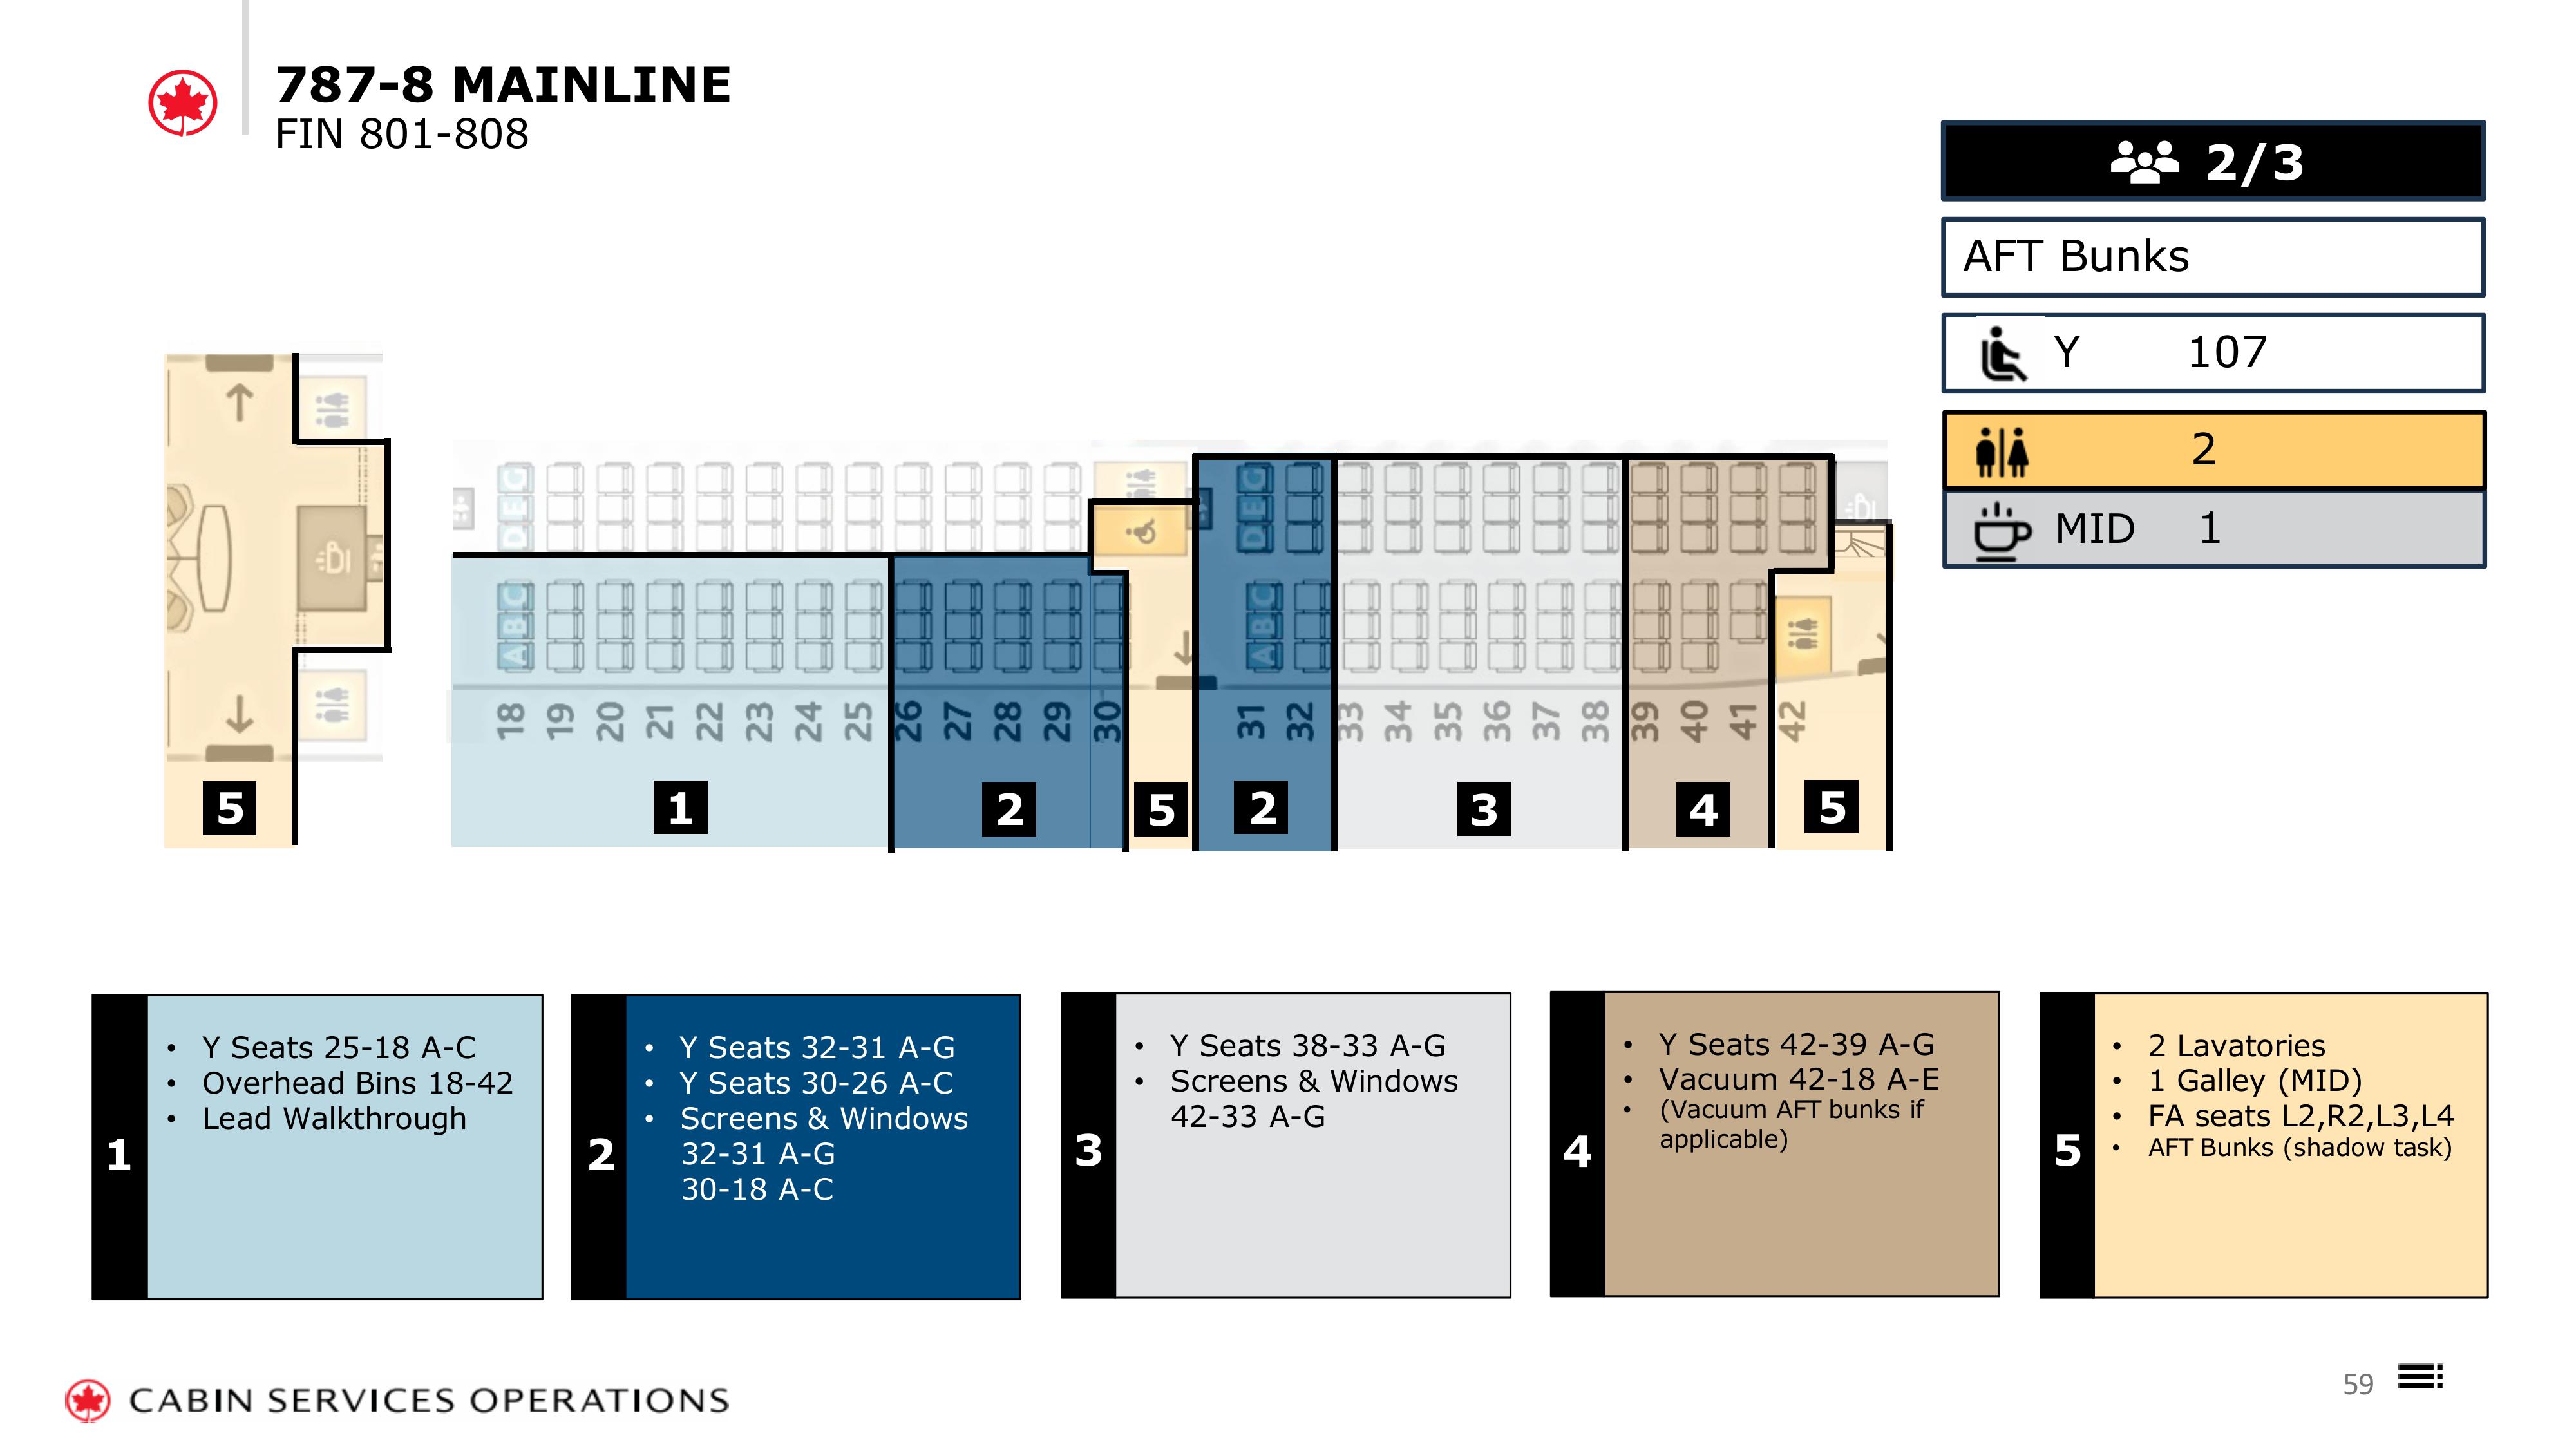 787-8 MAINLINE
FIN 801-808
2/3
AFT Bunks
Y 107
2
MID 1
D E G
D E G
A B C
A B C
18 19 20 21 22 23 24 25 26 27 28 29 30 31 32 33 34 35 36 37 38 39 40 41 42
5 1 2 5 2 3 4 5
1
• Y Seats 25-18 A-C
• Overhead Bins 18-42
• Lead Walkthrough
2
• Y Seats 32-31 A-G
• Y Seats 30-26 A-C
• Screens & Windows
32-31 A-G
30-18 A-C
3
• Y Seats 38-33 A-G
• Screens & Windows
42-33 A-G
4
• Y Seats 42-39 A-G
• Vacuum 42-18 A-E
• (Vacuum AFT bunks if
applicable)
5
• 2 Lavatories
• 1 Galley (MID)
• FA seats L2,R2,L3,L4
• AFT Bunks (shadow task)
CABIN SERVICES OPERATIONS
59